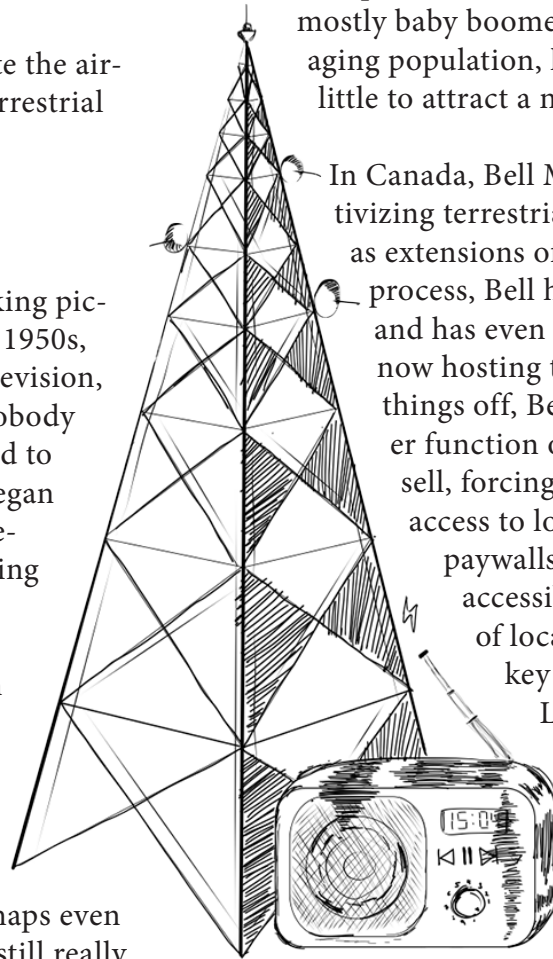 te the air-
rrestrial
king pic-
1950s,
evision,
obody
d to
egan
e-
ing
haps even
still really
mostly baby boome
aging population,
little to attract a
In Canada, Bell
tivizing terrestria
as extensions o
process, Bell h
and has even
now hosting t
things off, Be
er function o
sell, forcing
access to lo
paywalls
accessi
of loca
key
L
15:04